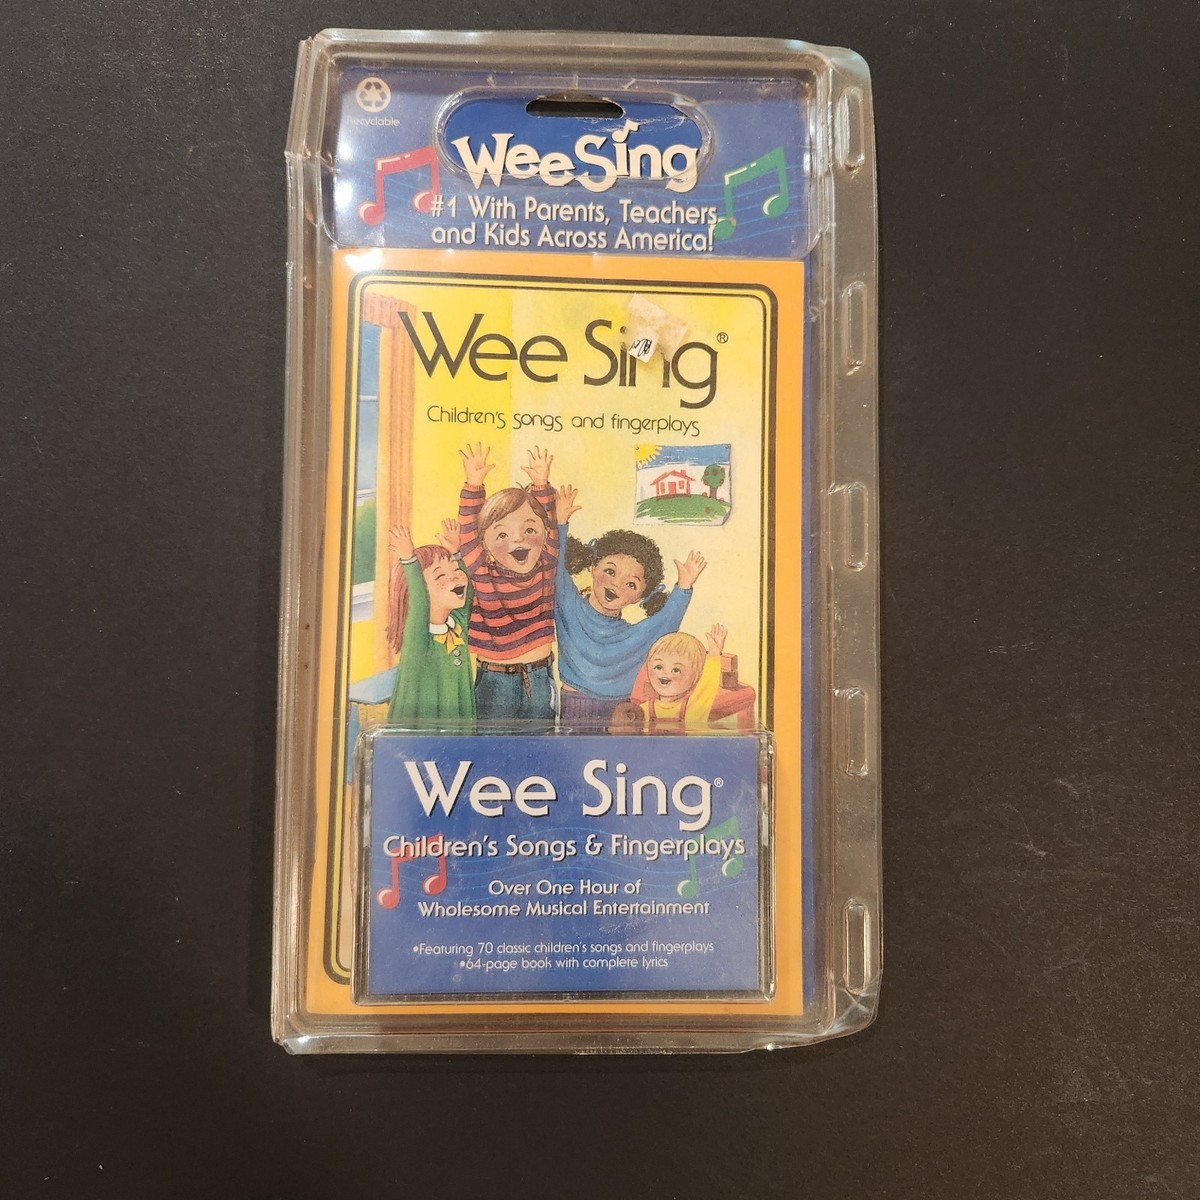 Recyclable
WeeSing
#1 With Parents, Teachers
and Kids Across America!
Wee Sing®
Children's songs and fingerplays
Wee Sing®
Children's Songs & Fingerplays
Over One Hour of
Wholesome Musical Entertainment
•Featuring 70 classic children's songs and fingerplays
•64-page book with complete lyrics